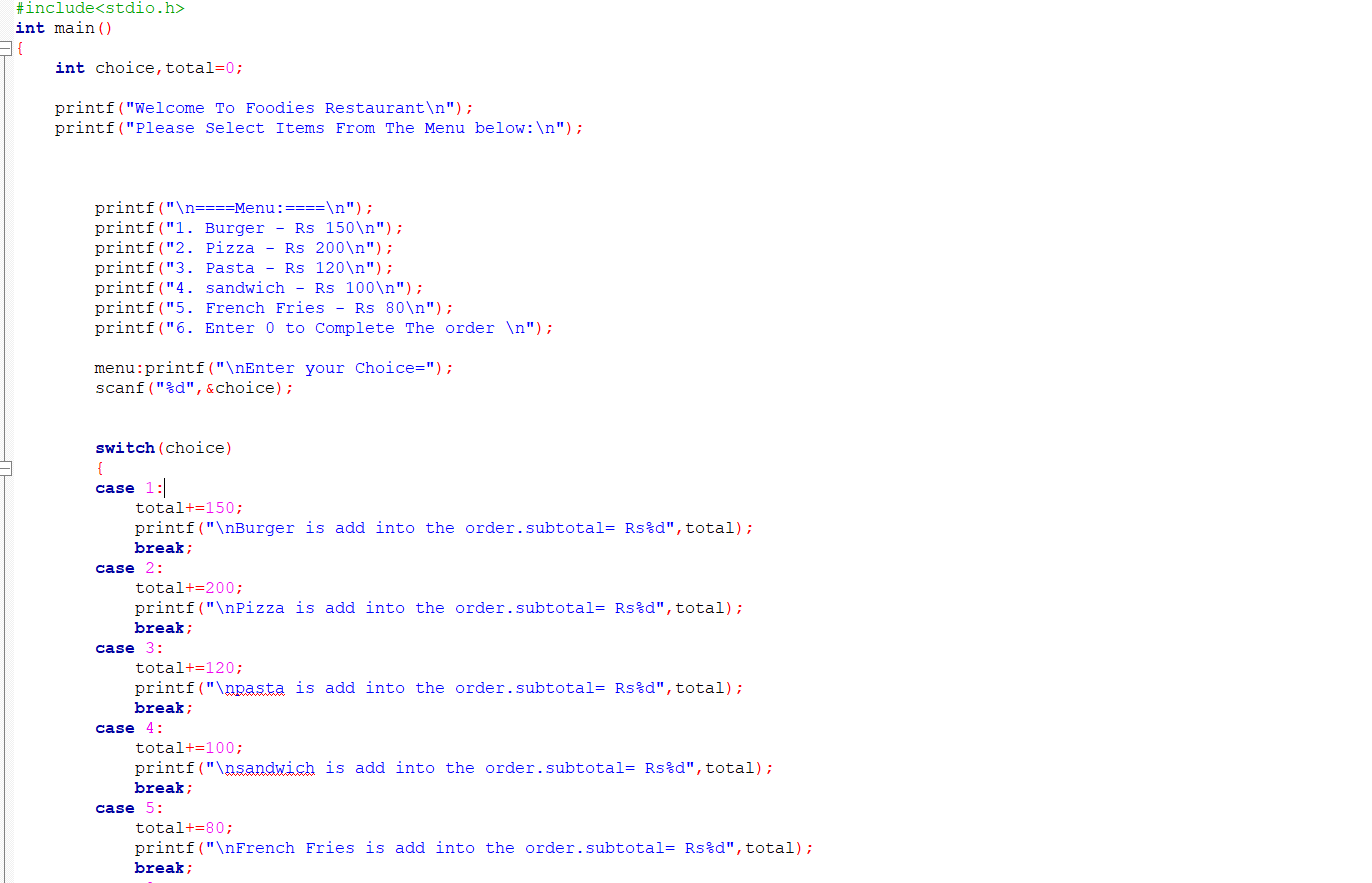 #include<stdio.h>
int main()
{
    int choice,total=0;

    printf("Welcome To Foodies Restaurant\n");
    printf("Please Select Items From The Menu below:\n");



        printf("\n====Menu:====\n");
        printf("1. Burger - Rs 150\n");
        printf("2. Pizza - Rs 200\n");
        printf("3. Pasta - Rs 120\n");
        printf("4. sandwich - Rs 100\n");
        printf("5. French Fries - Rs 80\n");
        printf("6. Enter 0 to Complete The order \n");

        menu:printf("\nEnter your Choice=");
        scanf("%d",&choice);


        switch(choice)
        {
        case 1:
            total+=150;
            printf("\nBurger is add into the order.subtotal= Rs%d",total);
            break;
        case 2:
            total+=200;
            printf("\nPizza is add into the order.subtotal= Rs%d",total);
            break;
        case 3:
            total+=120;
            printf("\npasta is add into the order.subtotal= Rs%d",total);
            break;
        case 4:
            total+=100;
            printf("\nsandwich is add into the order.subtotal= Rs%d",total);
            break;
        case 5:
            total+=80;
            printf("\nFrench Fries is add into the order.subtotal= Rs%d",total);
            break;